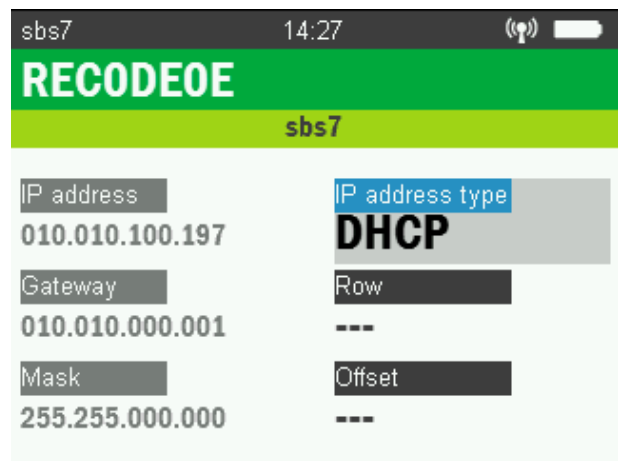 sbs7 14:27
RECODEOE
sbs7
IP address
010.010.100.197
IP address type
DHCP
Gateway
010.010.000.001
Row
---
Mask
255.255.000.000
Offset
---